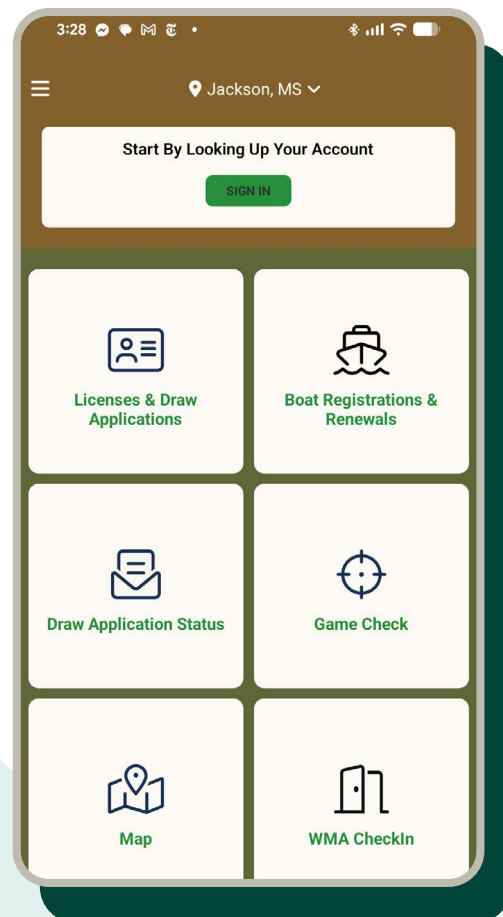 3:28
Jackson, MS
Start By Looking Up Your Account
SIGN IN
Licenses & Draw
Applications
Boat Registrations &
Renewals
Draw Application Status
Game Check
Map
WMA CheckIn